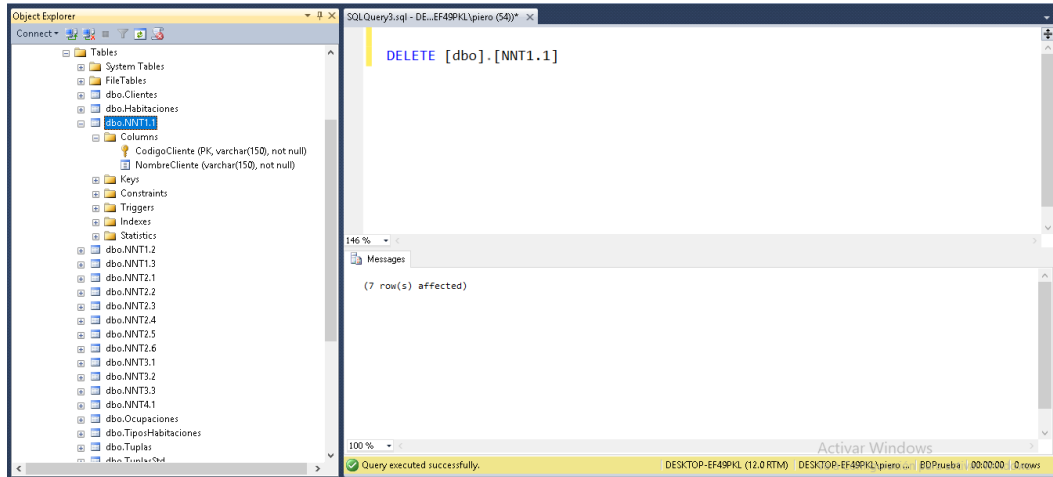 Object Explorer
Connect
Tables
System Tables
FileTables
dbo.Clientes
dbo.Habitaciones
dbo.NNT1.1
Columns
CodigoCliente (PK, varchar(150), not null)
NombreCliente (varchar(150), not null)
Keys
Constraints
Triggers
Indexes
Statistics
dbo.NNT1.2
dbo.NNT1.3
dbo.NNT2.1
dbo.NNT2.2
dbo.NNT2.3
dbo.NNT2.4
dbo.NNT2.5
dbo.NNT2.6
dbo.NNT3.1
dbo.NNT3.2
dbo.NNT3.3
dbo.NNT4.1
dbo.Ocupaciones
dbo.TiposHabitaciones
dbo.Tuplas
dbo.TuplasStd
SQLQuery3.sql - DE...EF49PKL\piero (54))*
DELETE [dbo].[NNT1.1]
146 %
Messages
(7 row(s) affected)
100 %
Activar Windows
Query executed successfully.
DESKTOP-EF49PKL (12.0 RTM)
DESKTOP-EF49PKL\piero ...
BDPrueba
00:00:00
0 rows